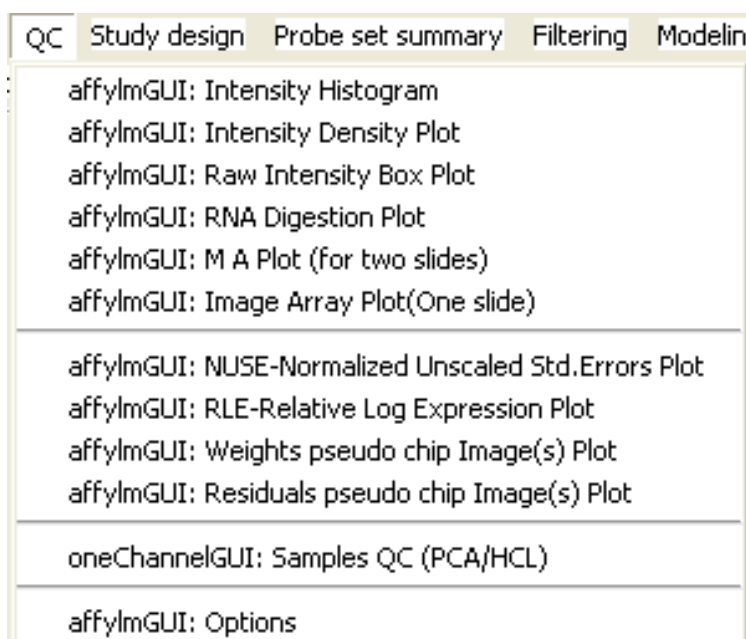 QC Study design Probe set summary Filtering Modelin
affylmGUI: Intensity Histogram
affylmGUI: Intensity Density Plot
affylmGUI: Raw Intensity Box Plot
affylmGUI: RNA Digestion Plot
affylmGUI: M A Plot (for two slides)
affylmGUI: Image Array Plot(One slide)
affylmGUI: NUSE-Normalized Unscaled Std.Errors Plot
affylmGUI: RLE-Relative Log Expression Plot
affylmGUI: Weights pseudo chip Image(s) Plot
affylmGUI: Residuals pseudo chip Image(s) Plot
oneChannelGUI: Samples QC (PCA/HCL)
affylmGUI: Options